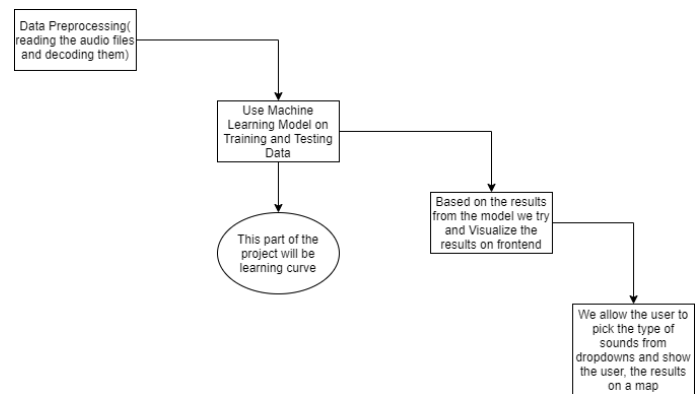 Data Preprocessing(
reading the audio files
and decoding them)
Use Machine
Learning Model on
Training and Testing
Data
This part of the
project will be
learning curve
Based on the results
from the model we try
and Visualize the
results on frontend
We allow the user to
pick the type of
sounds from
dropdowns and show
the user, the results
on a map